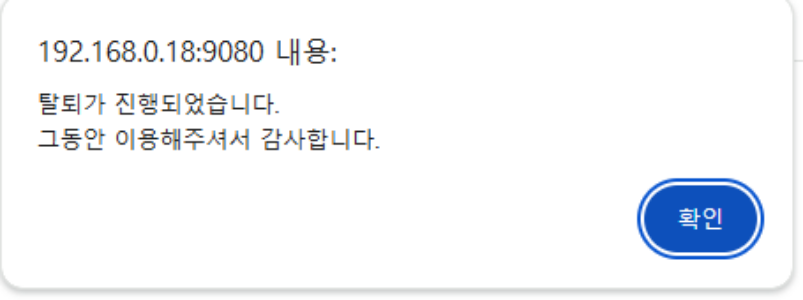 192.168.0.18:9080 내용:
탈퇴가 진행되었습니다.
그동안 이용해주셔서 감사합니다.
확인